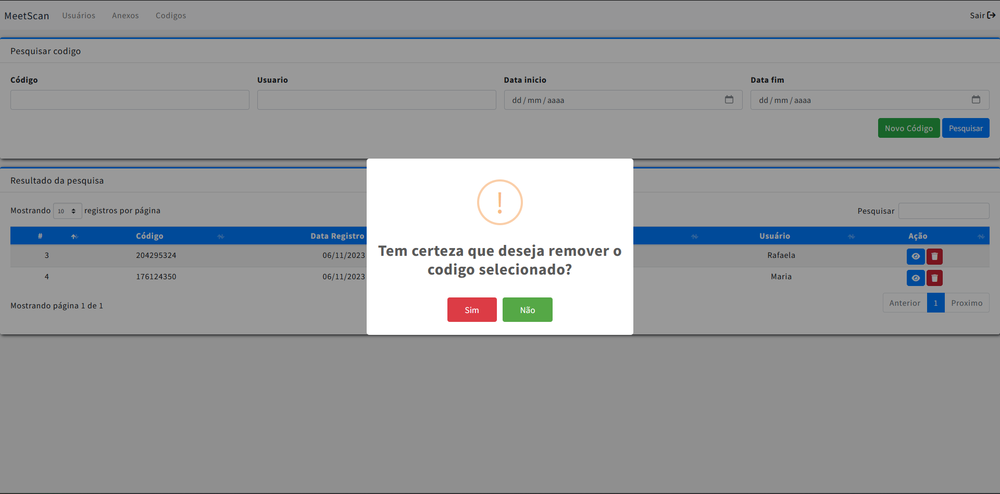 MeetScan Usuários Anexos Codigos Sair
Pesquisar codigo
Código Usuario Data inicio Data fim
dd/mm/aaaa dd/mm/aaaa
Novo Código Pesquisar
Resultado da pesquisa
Mostrando 10 registros por página Pesquisar
# Código Data Registro Usuário Ação
3 204295324 06/11/2023 Rafaela
4 176124350 06/11/2023 Maria
Mostrando página 1 de 1 Anterior 1 Proximo
!
Tem certeza que deseja remover o
codigo selecionado?
Sim Não